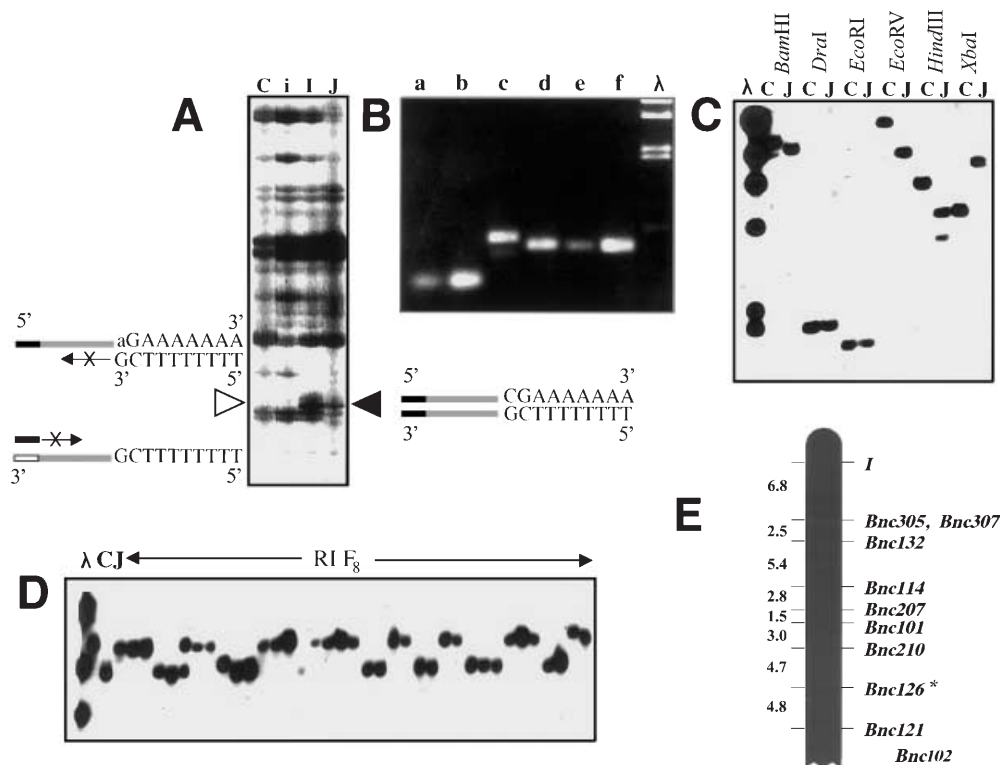 A
C i I J
5’ 3’
aGAAAAAAA
X GCTTTTTTTT
3’ 5’
X
GCTTTTTTTT
3’ 5’
B
a b c d e f λ
5’ 3’
CGAAAAAAA
GCTTTTTTTT
3’ 5’
C
BamHI DraI EcoRI EcoRV HindIII XbaI
λ C J C J C J C J C J C J
D
λ C J RI F8
E
I
6.8
Bnc305, Bnc307
2.5
Bnc132
5.4
Bnc114
2.8
Bnc207
1.5
Bnc101
3.0
Bnc210
4.7
Bnc126 *
4.8
Bnc121
Bnc102